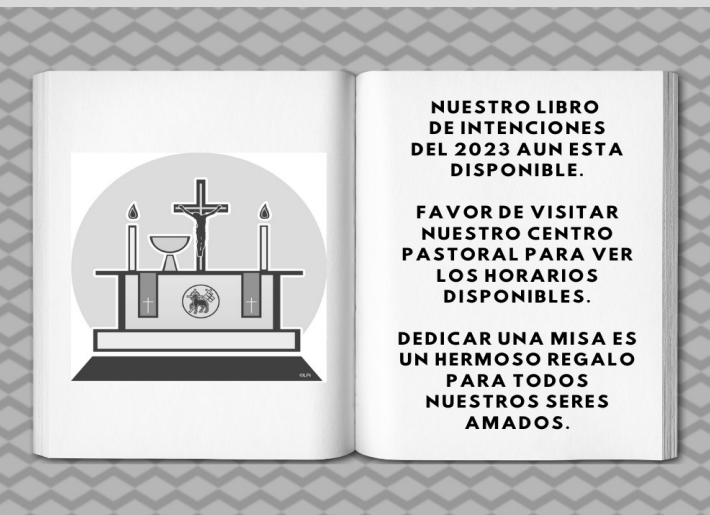 NUESTRO LIBRO
DE INTENCIONES
DEL 2023 AUN ESTA
DISPONIBLE.
FAVOR DE VISITAR
NUESTRO CENTRO
PASTORAL PARA VER
LOS HORARIOS
DISPONIBLES.
DEDICAR UNA MISA ES
UN HERMOSO REGALO
PARA TODOS
NUESTROS SERES
AMADOS.
©LPi